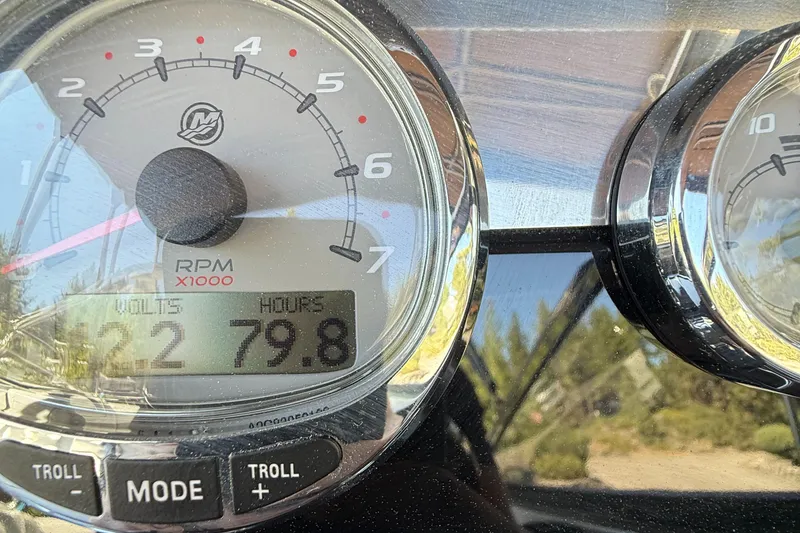 1
2
3
4
5
6
7
RPM
X1000
VOLTS HOURS
12.2 79.8
TROLL
-
MODE
TROLL
+
10